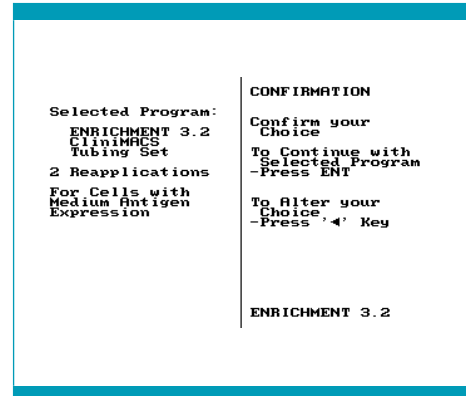 Selected Program:
ENRICHMENT 3.2
CliniMACS
Tubing Set
2 Reapplications
For Cells with
Medium Antigen
Expression
CONFIRMATION
Confirm your
Choice
To Continue with
Selected Program
-Press ENT
To Alter your
Choice
-Press '◄' Key
ENRICHMENT 3.2